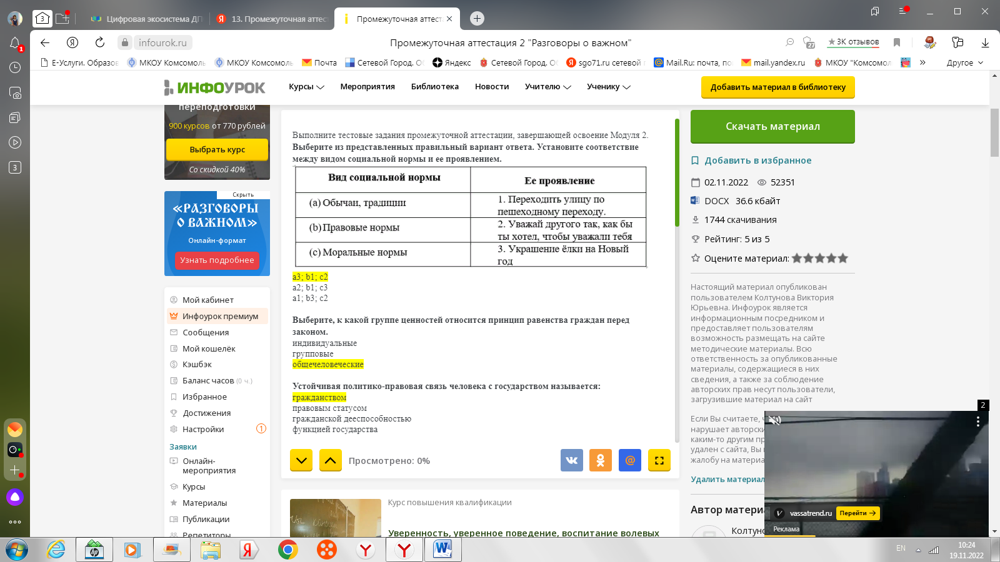 3
Цифровая экосистема ДП
13. Промежуточная аттест
Промежуточная аттест
1
infourok.ru
Промежуточная аттестация 2 "Разговоры о важном"
27
3К отзывов
Е-Услуги. Образов
МКОУ Комсомоль
МКОУ Комсомоль
Почта
Сетевой Город. Об
Яндекс
Сетевой Город. Об
sgo71.ru сетевой г
Mail.Ru: почта, по
mail.yandex.ru
МКОУ "Комсомол
»
Другое
ИНФОУРОК
Курсы
Мероприятия
Библиотека
Новости
Учителю
Ученику
Добавить материал в библиотеку
переподготовки
900 курсов от 770 рублей
Выбрать курс
Со скидкой 40%
Скрыть
«РАЗГОВОРЫ
О ВАЖНОМ»
Онлайн-формат
Узнать подробнее
3
Мой кабинет
Инфоурок премиум
Сообщения
Мой кошелёк
Кэшбэк
Баланс часов (0 ч.)
Избранное
Достижения
Настройки
1
Заявки
Онлайн-
мероприятия
Курсы
Материалы
Публикации
Репетиторы
Выполните тестовые задания промежуточной аттестации, завершающей освоение Модуля 2.
Выберите из представленных правильный вариант ответа. Установите соответствие
между видом социальной нормы и ее проявлением.
Вид социальной нормы
Ее проявление
(a) Обычаи, традиции
1. Переходить улицу по
пешеходному переходу.
(b) Правовые нормы
2. Уважай другого так, как бы
ты хотел, чтобы уважали тебя
(c) Моральные нормы
3. Украшение ёлки на Новый
год
a3; b1; c2
a2; b1; c3
a1; b3; c2
Выберите, к какой группе ценностей относится принцип равенства граждан перед
законом.
индивидуальные
групповые
общечеловеческие
Устойчивая политико-правовая связь человека с государством называется:
гражданством
правовым статусом
гражданской дееспособностью
функцией государства
Просмотрено: 0%
Курс повышения квалификации
Уверенность, уверенное поведение, воспитание волевых
Скачать материал
Добавить в избранное
02.11.2022
52351
DOCX 36.6 кбайт
1744 скачивания
Рейтинг: 5 из 5
Оцените материал:
Настоящий материал опубликован
пользователем Колтунова Виктория
Юрьевна. Инфоурок является
информационным посредником и
предоставляет пользователям
возможность размещать на сайте
методические материалы. Всю
ответственность за опубликованные
материалы, содержащиеся в них
сведения, а также за соблюдение
авторских прав несут пользователи,
загрузившие материал на сайт
Если Вы считаете, ч
нарушает авторски
каким-то другим пр
удален с сайта, Вы
жалобу на матери
Удалить материал
Автор матери
Колтуно
2
vassatrend.ru
Перейти →
Реклама
EN
10:24
19.11.2022